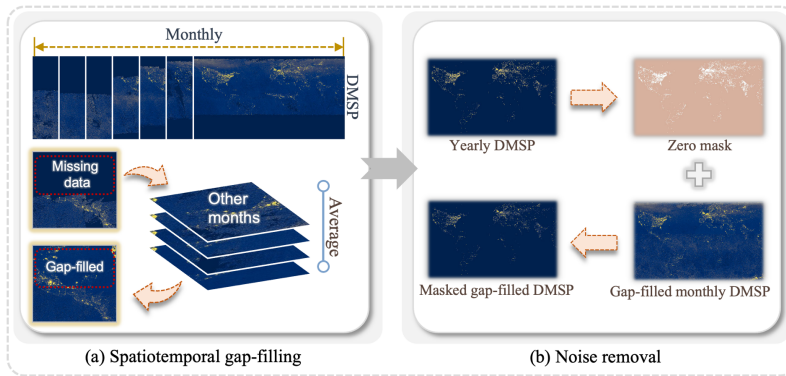 Monthly
DMSP
Missing
data
Other
months
Average
Gap-filled
(a) Spatiotemporal gap-filling
Yearly DMSP
Zero mask
Masked gap-filled DMSP
Gap-filled monthly DMSP
(b) Noise removal